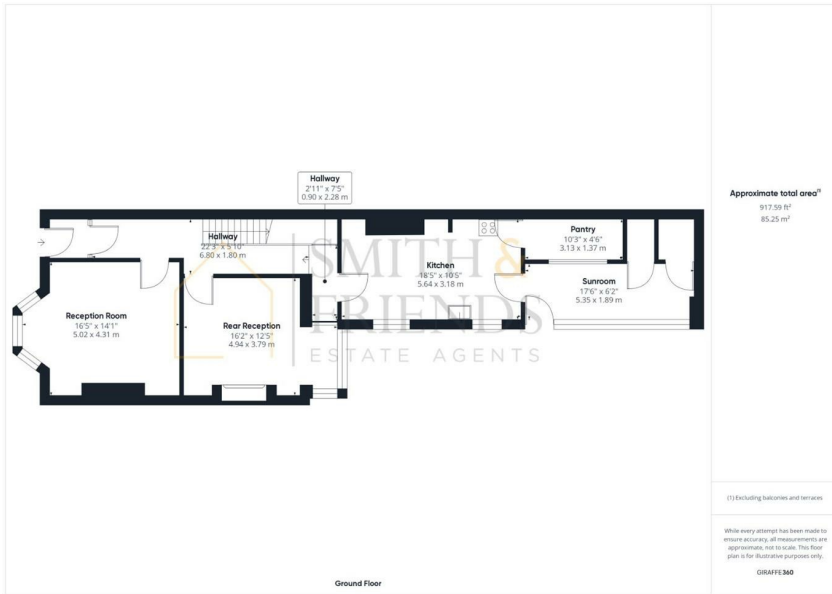 Hallway
2'11" x 7'5"
0.90 x 2.28 m
Hallway
22'3" x 5'10"
6.80 x 1.80 m
Pantry
10'3" x 4'6"
3.13 x 1.37 m
Kitchen
18'5" x 10'5"
5.64 x 3.18 m
Sunroom
17'6" x 6'2"
5.35 x 1.89 m
Reception Room
16'5" x 14'1"
5.02 x 4.31 m
Rear Reception
16'2" x 12'5"
4.94 x 3.79 m
SMITH &
FRIENDS
ESTATE AGENTS
Ground Floor
Approximate total area⁽¹⁾
917.59 ft²
85.25 m²
(1) Excluding balconies and terraces
While every attempt has been made to
ensure accuracy, all measurements are
approximate, not to scale. This floor
plan is for illustrative purposes only.
GIRAFFE360